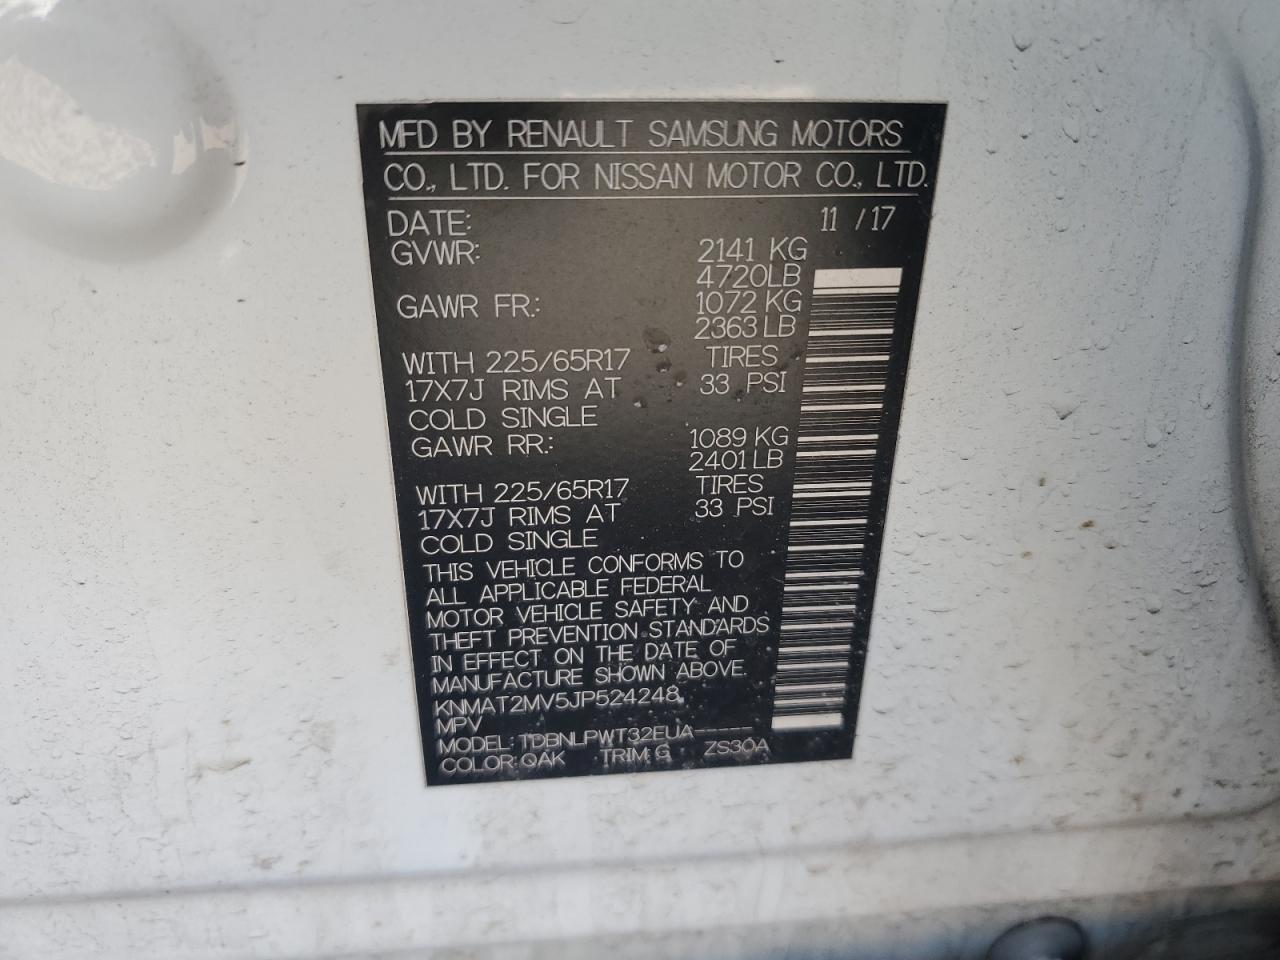 MFD BY RENAULT SAMSUNG MOTORS
CO., LTD. FOR NISSAN MOTOR CO., LTD.
DATE: 11 / 17
GVWR: 2141 KG
4720LB
GAWR FR: 1072 KG
2363 LB
WITH 225/65R17 TIRES
17X7J RIMS AT 33 PSI
COLD SINGLE
GAWR RR: 1089 KG
2401 LB
WITH 225/65R17 TIRES
17X7J RIMS AT 33 PSI
COLD SINGLE
THIS VEHICLE CONFORMS TO
ALL APPLICABLE FEDERAL
MOTOR VEHICLE SAFETY AND
THEFT PREVENTION STANDARDS
IN EFFECT ON THE DATE OF
MANUFACTURE SHOWN ABOVE.
KNMAT2MV5JP524248
MPV
MODEL: TDBNLPWT32EUA-----
COLOR: QAK TRIM: G ZS30A